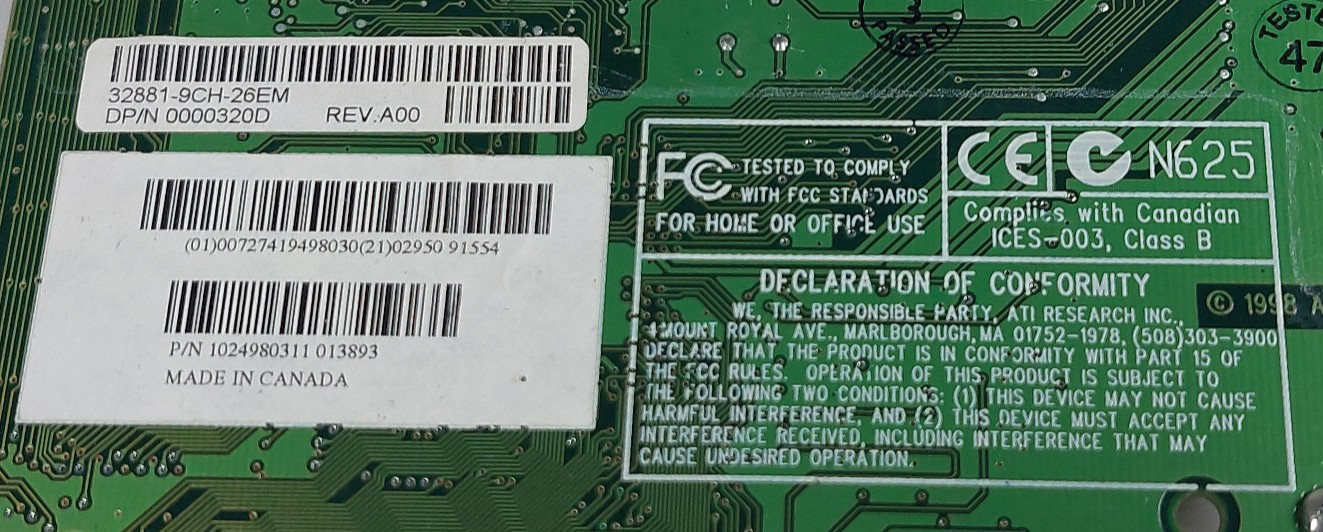 32881-9CH-26EM
DP/N 0000320D REV.A00
(01)00727419498030(21)02950 91554
P/N 1024980311 013893
MADE IN CANADA
3
PASSED
TESTED
47
FC TESTED TO COMPLY
WITH FCC STANDARDS
FOR HOME OR OFFICE USE
CE N625
Complies with Canadian
ICES-003, Class B
DECLARATION OF CONFORMITY
WE, THE RESPONSIBLE PARTY, ATI RESEARCH INC.,
4 MOUNT ROYAL AVE., MARLBOROUGH, MA 01752-1978, (508)303-3900
DECLARE THAT THE PRODUCT IS IN CONFORMITY WITH PART 15 OF
THE FCC RULES. OPERATION OF THIS PRODUCT IS SUBJECT TO
THE FOLLOWING TWO CONDITIONS: (1) THIS DEVICE MAY NOT CAUSE
HARMFUL INTERFERENCE, AND (2) THIS DEVICE MUST ACCEPT ANY
INTERFERENCE RECEIVED, INCLUDING INTERFERENCE THAT MAY
CAUSE UNDESIRED OPERATION.
© 1998 A